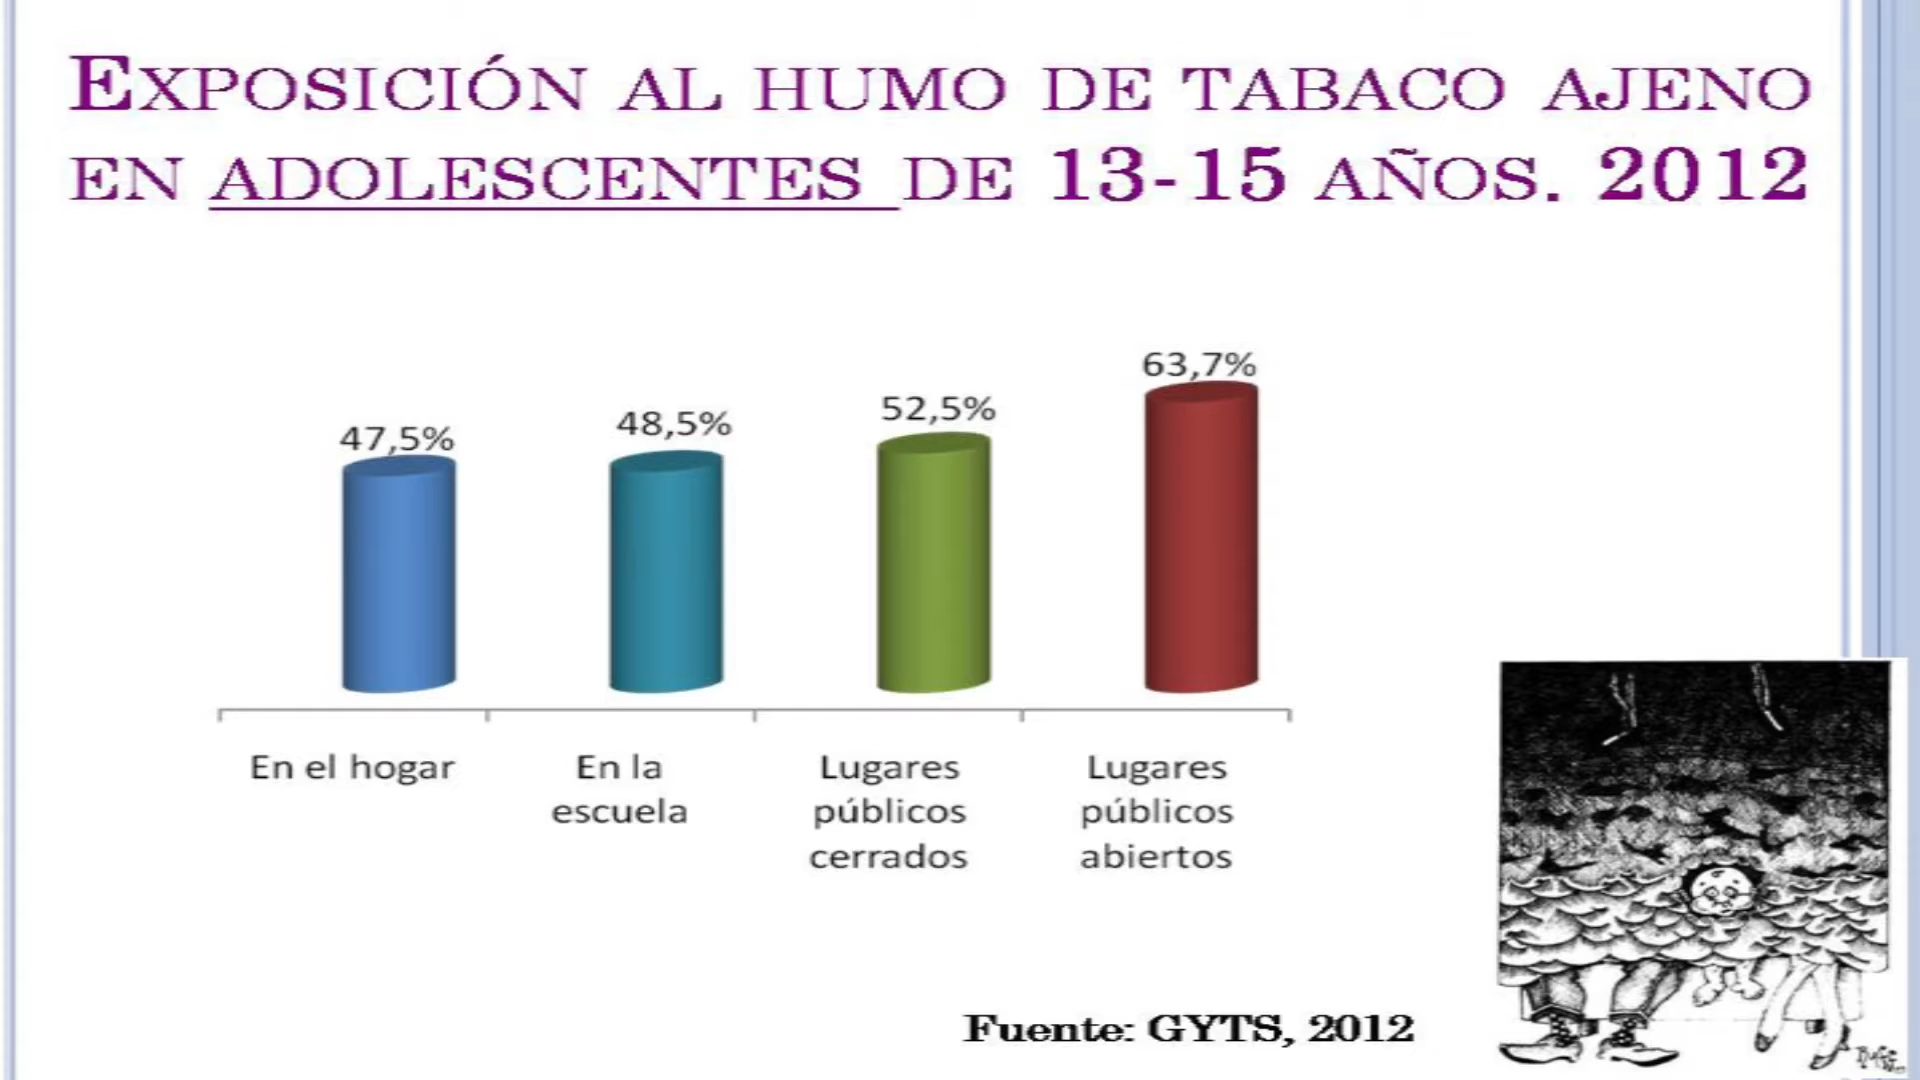 EXPOSICIÓN AL HUMO DE TABACO AJENO
EN ADOLESCENTES DE 13-15 AÑOS. 2012
47,5%
48,5%
52,5%
63,7%
En el hogar
En la
escuela
Lugares
públicos
cerrados
Lugares
públicos
abiertos
Fuente: GYTS, 2012